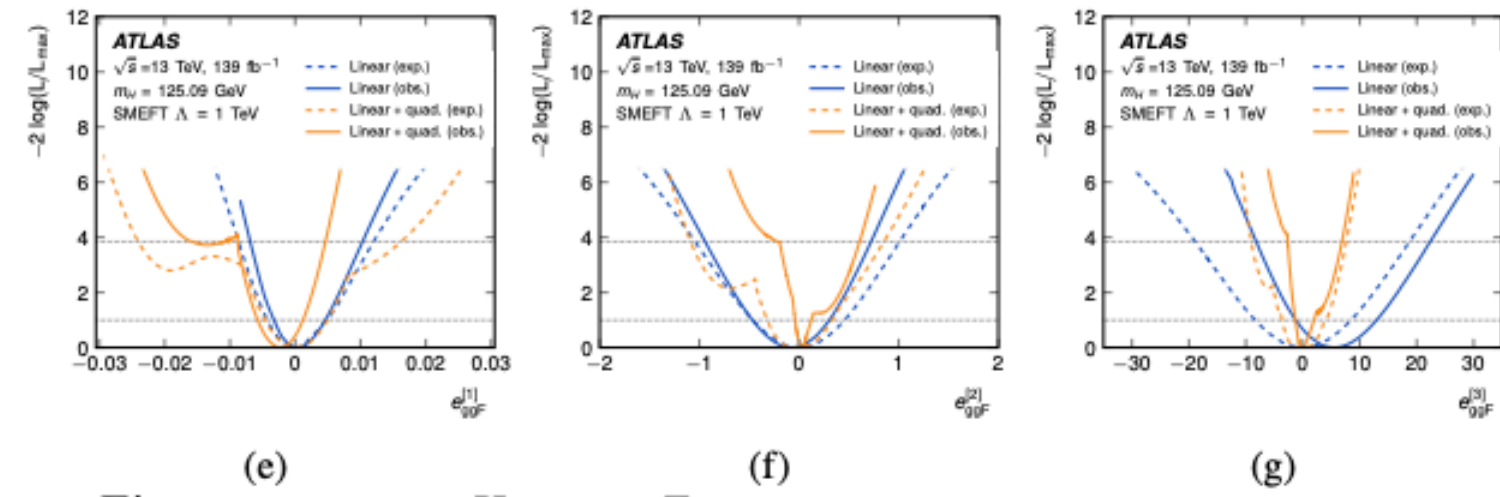 12
10
8
6
4
2
0
−2 log(L/L_max)
ATLAS
√s =13 TeV, 139 fb⁻¹
m_H = 125.09 GeV
SMEFT Λ = 1 TeV
Linear (exp.)
Linear (obs.)
Linear + quad. (exp.)
Linear + quad. (obs.)
−0.03 −0.02 −0.01 0 0.01 0.02 0.03
e_ggF^[1]
(e)
12
10
8
6
4
2
0
−2 log(L/L_max)
ATLAS
√s =13 TeV, 139 fb⁻¹
m_H = 125.09 GeV
SMEFT Λ = 1 TeV
Linear (exp.)
Linear (obs.)
Linear + quad. (exp.)
Linear + quad. (obs.)
−2 −1 0 1 2
e_ggF^[2]
(f)
12
10
8
6
4
2
0
−2 log(L/L_max)
ATLAS
√s =13 TeV, 139 fb⁻¹
m_H = 125.09 GeV
SMEFT Λ = 1 TeV
Linear (exp.)
Linear (obs.)
Linear + quad. (exp.)
Linear + quad. (obs.)
−30 −20 −10 0 10 20 30
e_ggF^[3]
(g)